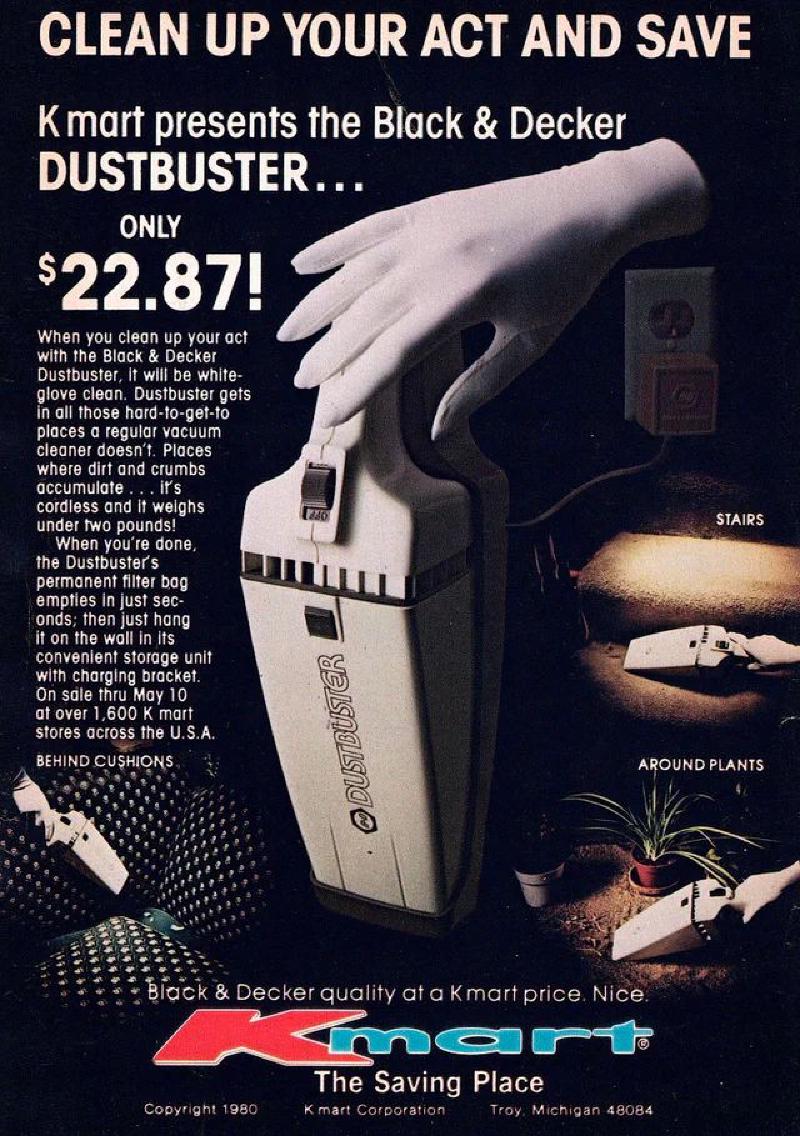 CLEAN UP YOUR ACT AND SAVE
K mart presents the Black & Decker
DUSTBUSTER...
ONLY
$22.87!
When you clean up your act
with the Black & Decker
Dustbuster, it will be white-
glove clean. Dustbuster gets
in all those hard-to-get-to
places a regular vacuum
cleaner doesn't. Places
where dirt and crumbs
accumulate . . . it's
cordless and it weighs
under two pounds!
When you're done,
the Dustbuster's
permanent filter bag
empties in just sec-
onds; then just hang
it on the wall in its
convenient storage unit
with charging bracket.
On sale thru May 10
at over 1,600 K mart
stores across the U.S.A.
OFF
DUSTBUSTER
STAIRS
BEHIND CUSHIONS
AROUND PLANTS
Black & Decker quality at a Kmart price. Nice.
Kmart®
The Saving Place
Copyright 1980 K mart Corporation Troy, Michigan 48084